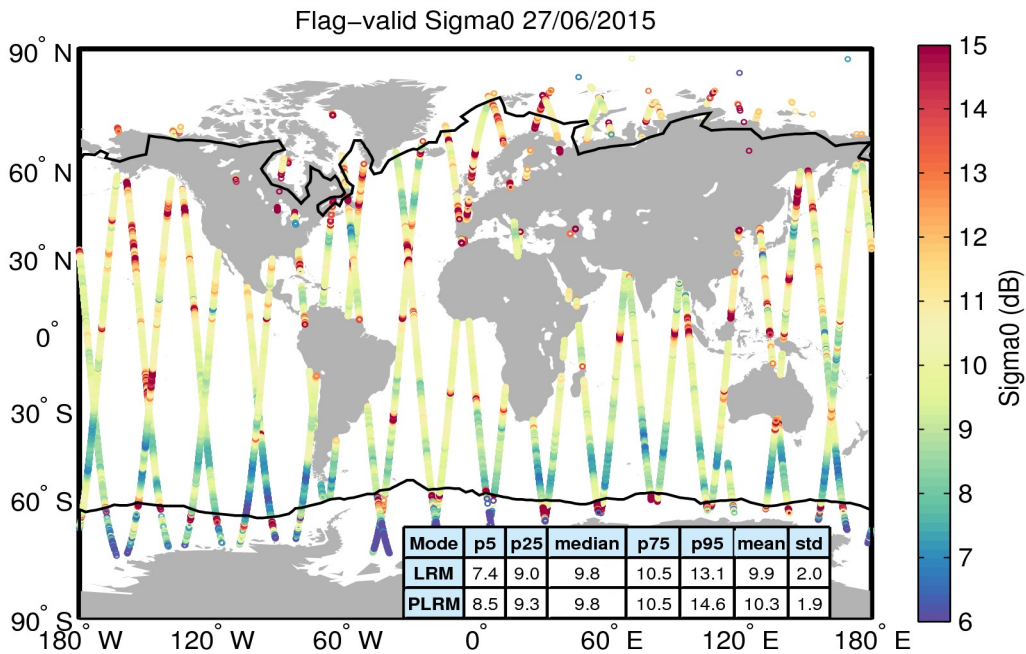 Flag−valid Sigma0 27/06/2015
90° N
60° N
30° N
0°
30° S
60° S
90° S
180° W
120° W
60° W
0°
60° E
120° E
180° E
15
14
13
12
11
10
9
8
7
6
Sigma0 (dB)
Mode p5 p25 median p75 p95 mean std
LRM 7.4 9.0 9.8 10.5 13.1 9.9 2.0
PLRM 8.5 9.3 9.8 10.5 14.6 10.3 1.9